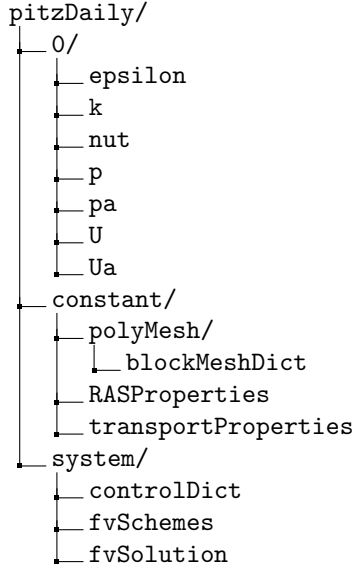 pitzDaily/
0/
epsilon
k
nut
p
pa
U
Ua
constant/
polyMesh/
blockMeshDict
RASProperties
transportProperties
system/
controlDict
fvSchemes
fvSolution